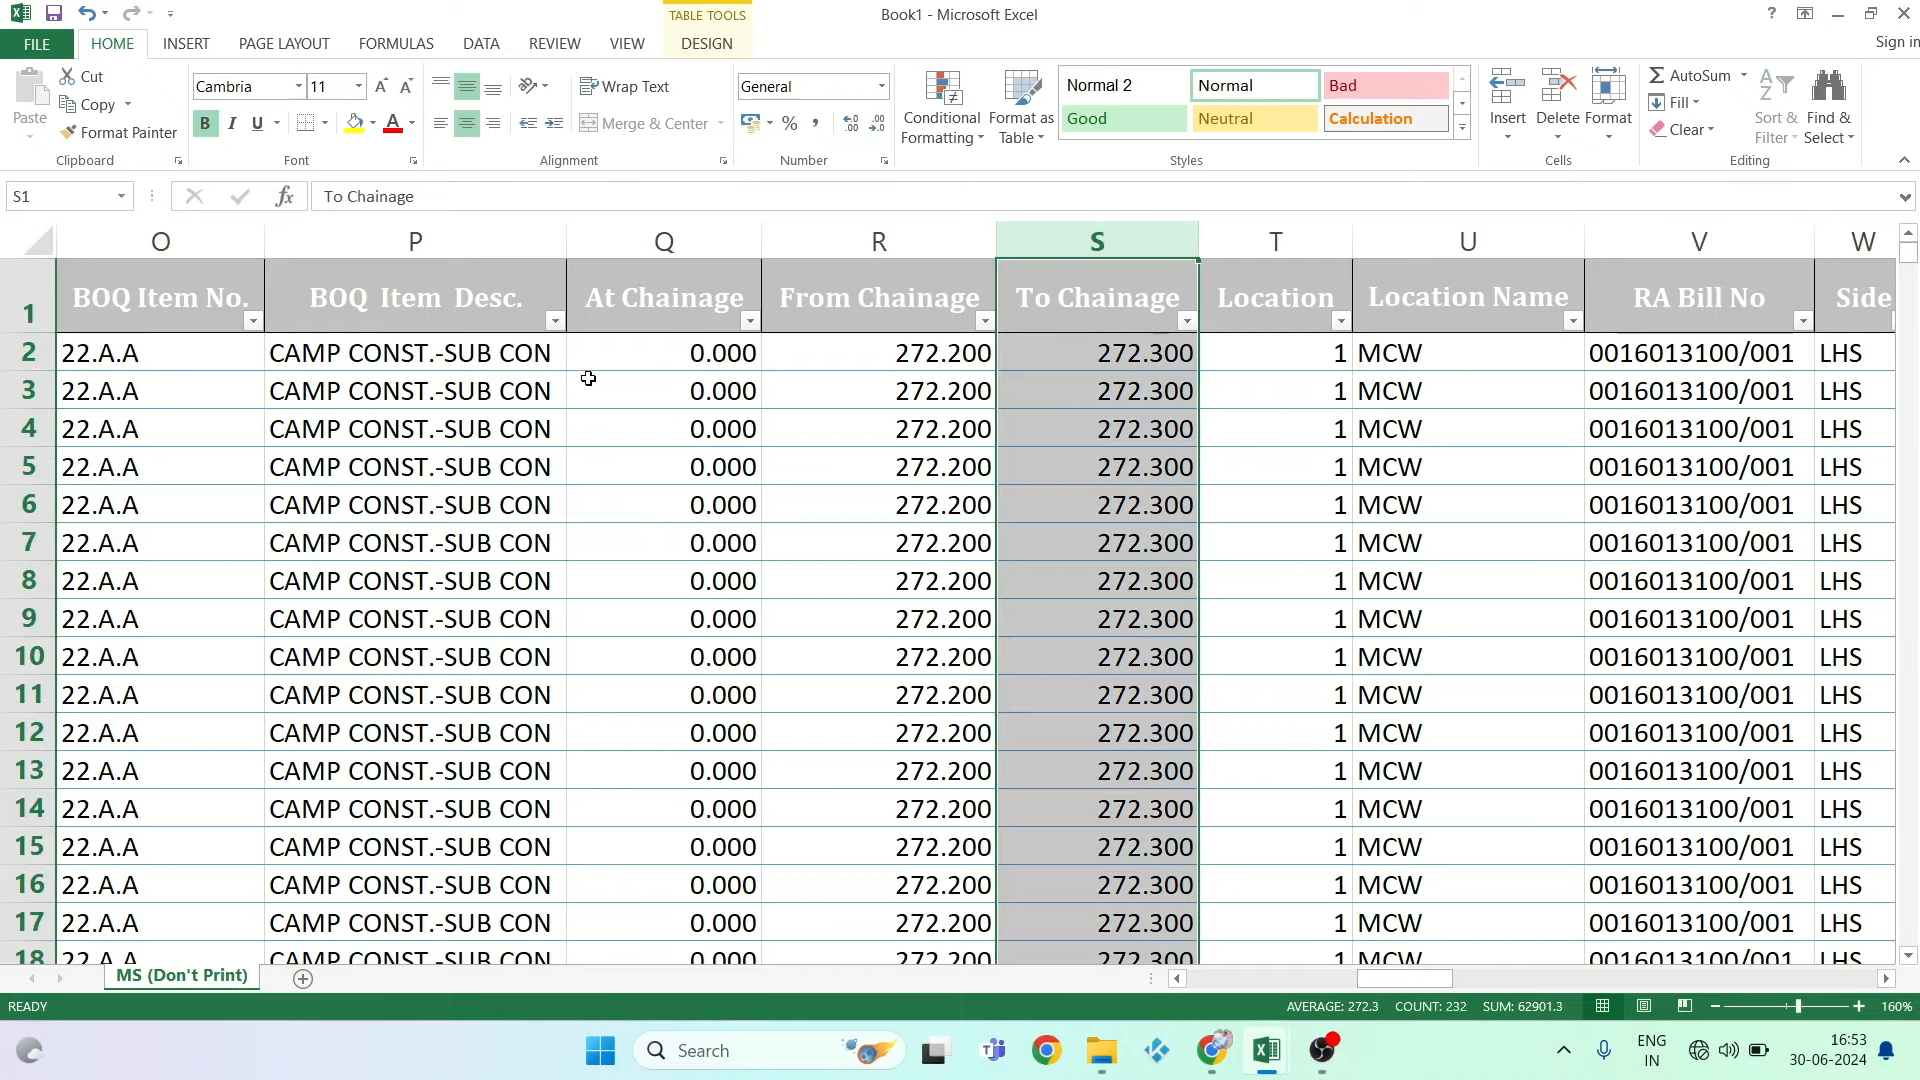 TABLE TOOLS
Book1 - Microsoft Excel
?
FILE HOME INSERT PAGE LAYOUT FORMULAS DATA REVIEW VIEW DESIGN
Sign in
Paste
Cut
Copy
Format Painter
Clipboard
Cambria 11
B I U
Font
Wrap Text
Merge & Center
Alignment
General
%
Number
Conditional Formatting
Format as Table
Normal 2 Normal Bad
Good Neutral Calculation
Styles
Insert Delete Format
Cells
AutoSum
Fill
Clear
Sort & Filter
Find & Select
Editing
S1 fx To Chainage
O P Q R S T U V W
1 BOQ Item No. BOQ Item Desc. At Chainage From Chainage To Chainage Location Location Name RA Bill No Side
2 22.A.A CAMP CONST.-SUB CON 0.000 272.200 272.300 1 MCW 0016013100/001 LHS
3 22.A.A CAMP CONST.-SUB CON 0.000 272.200 272.300 1 MCW 0016013100/001 LHS
4 22.A.A CAMP CONST.-SUB CON 0.000 272.200 272.300 1 MCW 0016013100/001 LHS
5 22.A.A CAMP CONST.-SUB CON 0.000 272.200 272.300 1 MCW 0016013100/001 LHS
6 22.A.A CAMP CONST.-SUB CON 0.000 272.200 272.300 1 MCW 0016013100/001 LHS
7 22.A.A CAMP CONST.-SUB CON 0.000 272.200 272.300 1 MCW 0016013100/001 LHS
8 22.A.A CAMP CONST.-SUB CON 0.000 272.200 272.300 1 MCW 0016013100/001 LHS
9 22.A.A CAMP CONST.-SUB CON 0.000 272.200 272.300 1 MCW 0016013100/001 LHS
10 22.A.A CAMP CONST.-SUB CON 0.000 272.200 272.300 1 MCW 0016013100/001 LHS
11 22.A.A CAMP CONST.-SUB CON 0.000 272.200 272.300 1 MCW 0016013100/001 LHS
12 22.A.A CAMP CONST.-SUB CON 0.000 272.200 272.300 1 MCW 0016013100/001 LHS
13 22.A.A CAMP CONST.-SUB CON 0.000 272.200 272.300 1 MCW 0016013100/001 LHS
14 22.A.A CAMP CONST.-SUB CON 0.000 272.200 272.300 1 MCW 0016013100/001 LHS
15 22.A.A CAMP CONST.-SUB CON 0.000 272.200 272.300 1 MCW 0016013100/001 LHS
16 22.A.A CAMP CONST.-SUB CON 0.000 272.200 272.300 1 MCW 0016013100/001 LHS
17 22.A.A CAMP CONST.-SUB CON 0.000 272.200 272.300 1 MCW 0016013100/001 LHS
18 22.A.A CAMP CONST.-SUB CON 0.000 272.200 272.300 1 MCW 0016013100/001 LHS
MS (Don't Print)
READY AVERAGE: 272.3 COUNT: 232 SUM: 62901.3 160%
Search
ENG
IN
16:53
30-06-2024